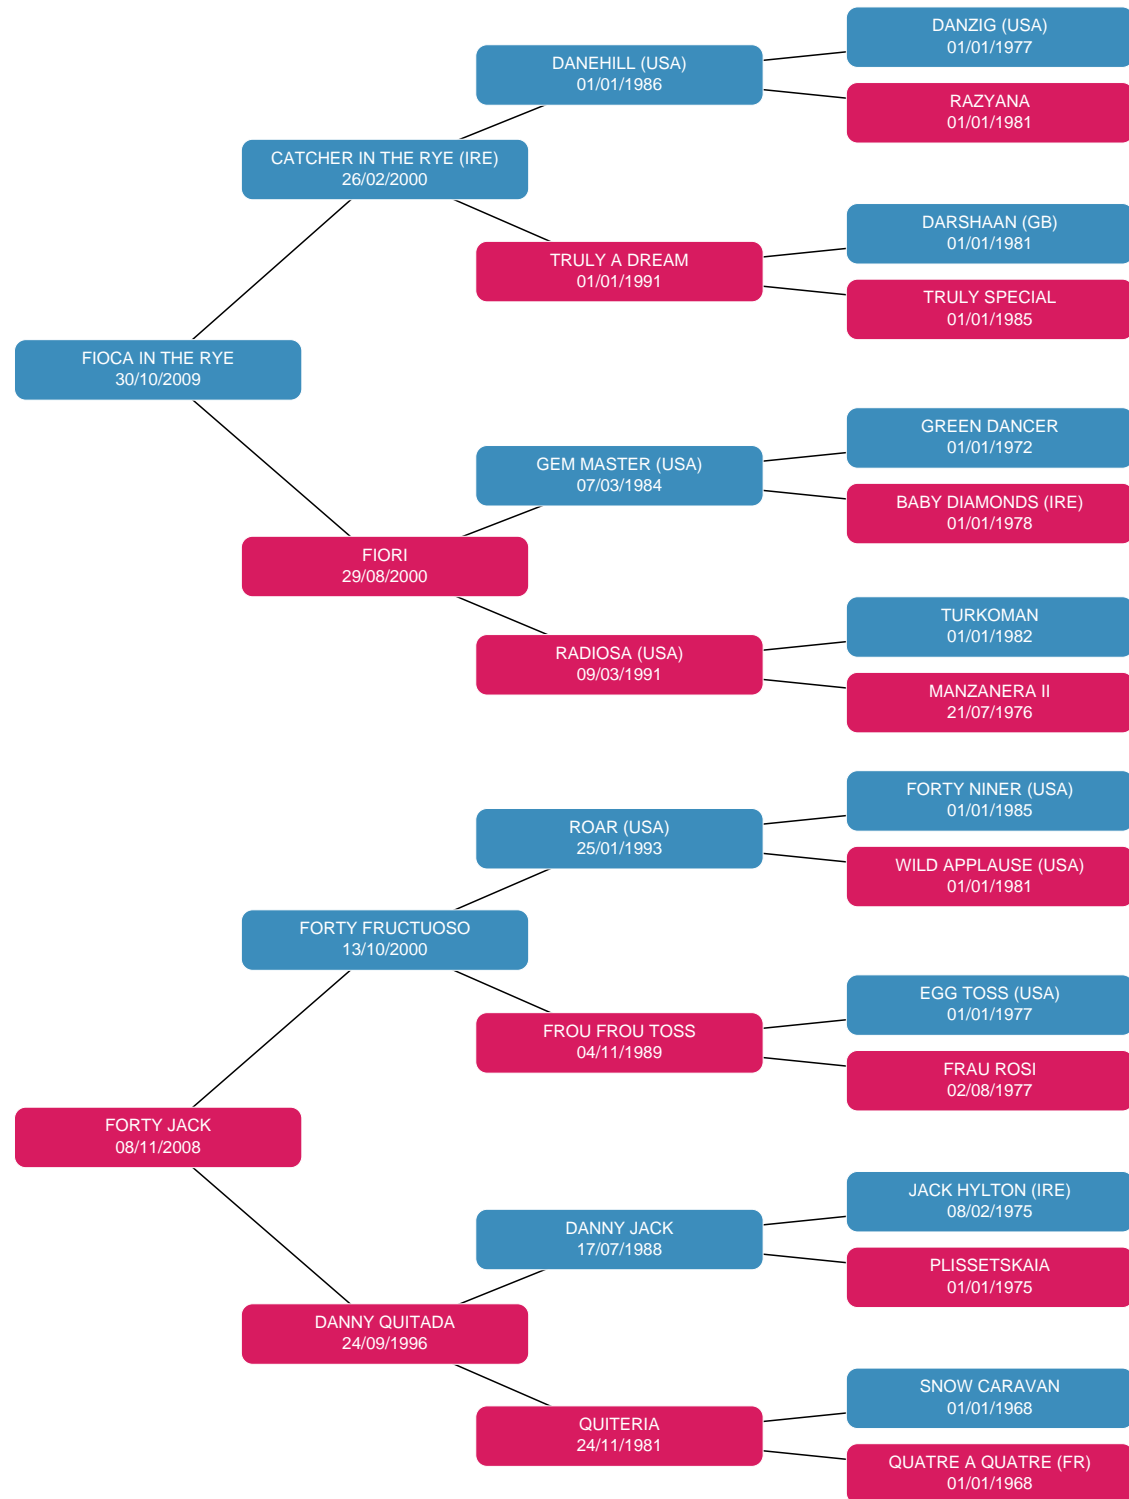 DANZIG (USA)
01/01/1977
DANEHILL (USA)
01/01/1986
RAZYANA
01/01/1981
CATCHER IN THE RYE (IRE)
26/02/2000
DARSHAAN (GB)
01/01/1981
TRULY A DREAM
01/01/1991
TRULY SPECIAL
01/01/1985
FIOCA IN THE RYE
30/10/2009
GREEN DANCER
01/01/1972
GEM MASTER (USA)
07/03/1984
BABY DIAMONDS (IRE)
01/01/1978
FIORI
29/08/2000
TURKOMAN
01/01/1982
RADIOSA (USA)
09/03/1991
MANZANERA II
21/07/1976
FORTY NINER (USA)
01/01/1985
ROAR (USA)
25/01/1993
WILD APPLAUSE (USA)
01/01/1981
FORTY FRUCTUOSO
13/10/2000
EGG TOSS (USA)
01/01/1977
FROU FROU TOSS
04/11/1989
FRAU ROSI
02/08/1977
FORTY JACK
08/11/2008
JACK HYLTON (IRE)
08/02/1975
DANNY JACK
17/07/1988
PLISSETSKAIA
01/01/1975
DANNY QUITADA
24/09/1996
SNOW CARAVAN
01/01/1968
QUITERIA
24/11/1981
QUATRE A QUATRE (FR)
01/01/1968